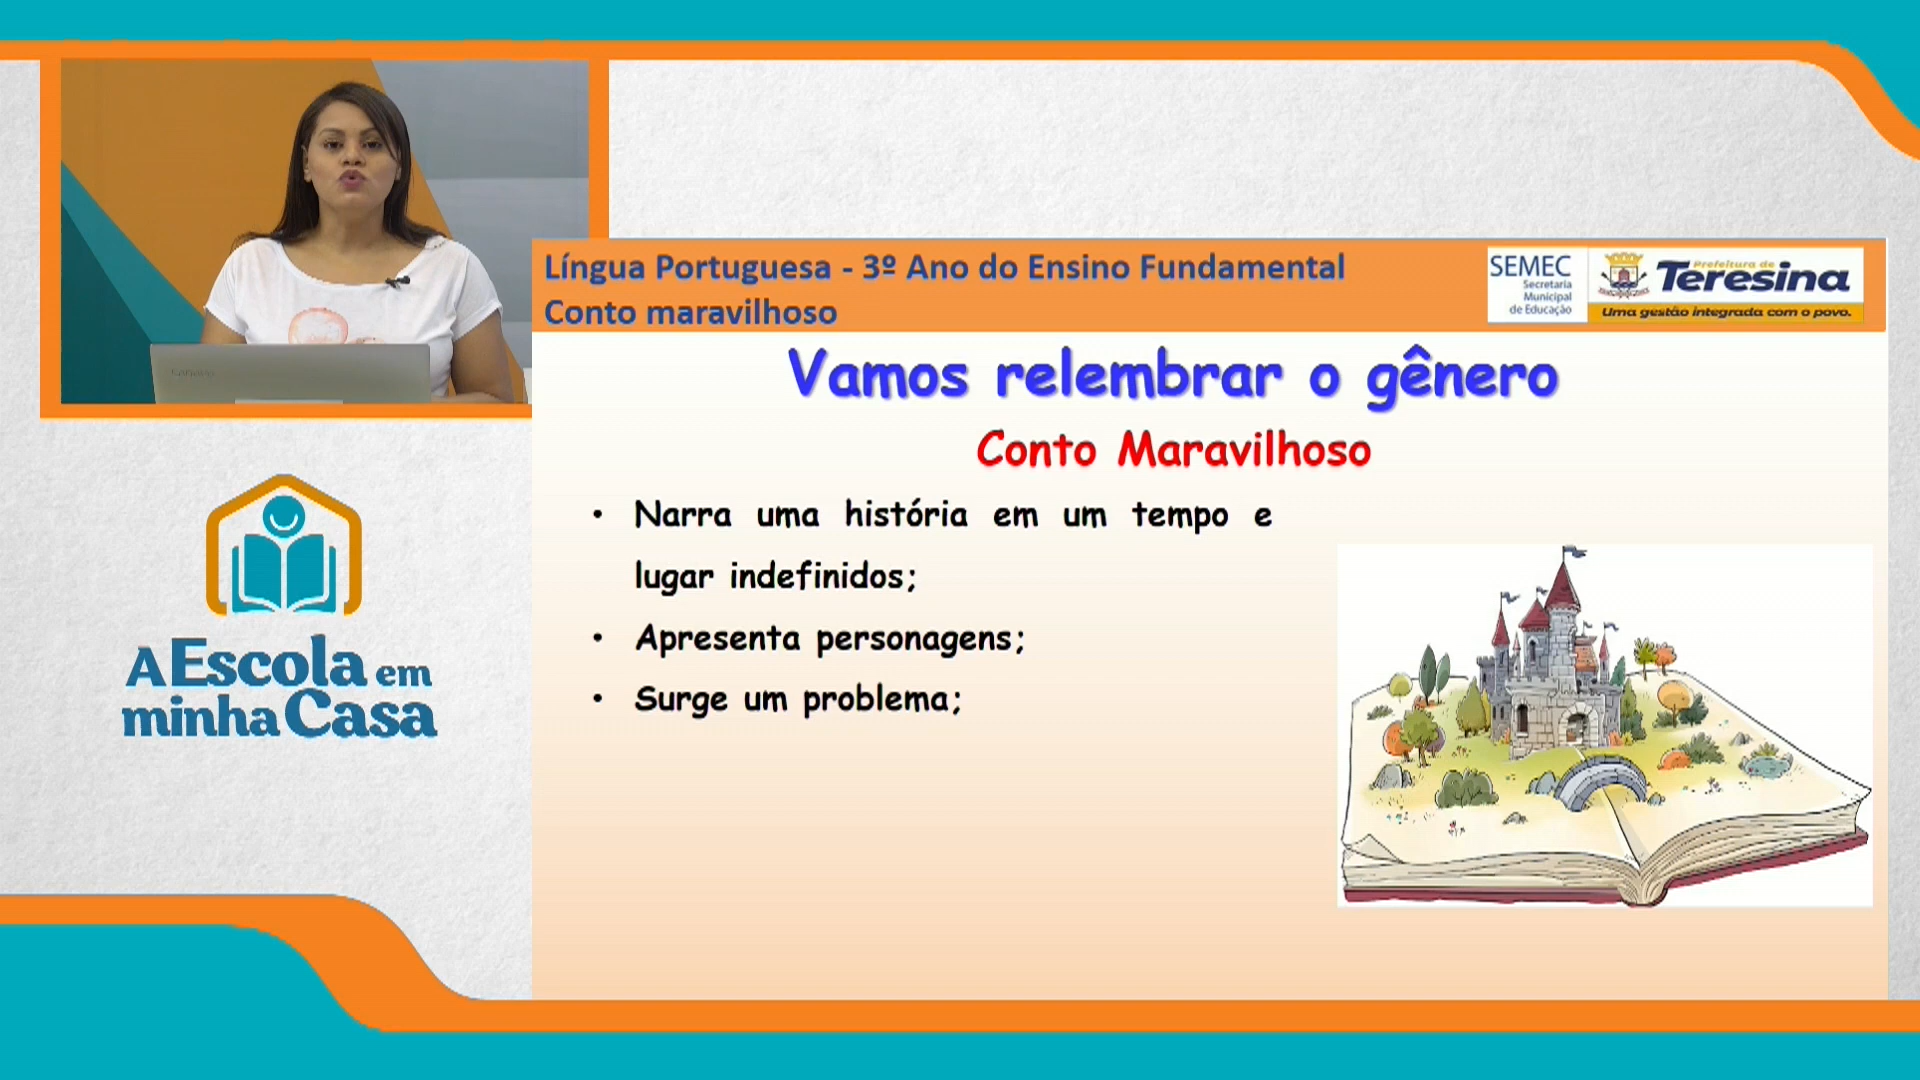 Língua Portuguesa - 3º Ano do Ensino Fundamental
Conto maravilhoso
SEMEC
Secretaria
Municipal
de Educação
Prefeitura de
Teresina
Uma gestão integrada com o povo.
Vamos relembrar o gênero
Conto Maravilhoso
• Narra uma história em um tempo e
lugar indefinidos;
• Apresenta personagens;
• Surge um problema;
A Escola em
minha Casa